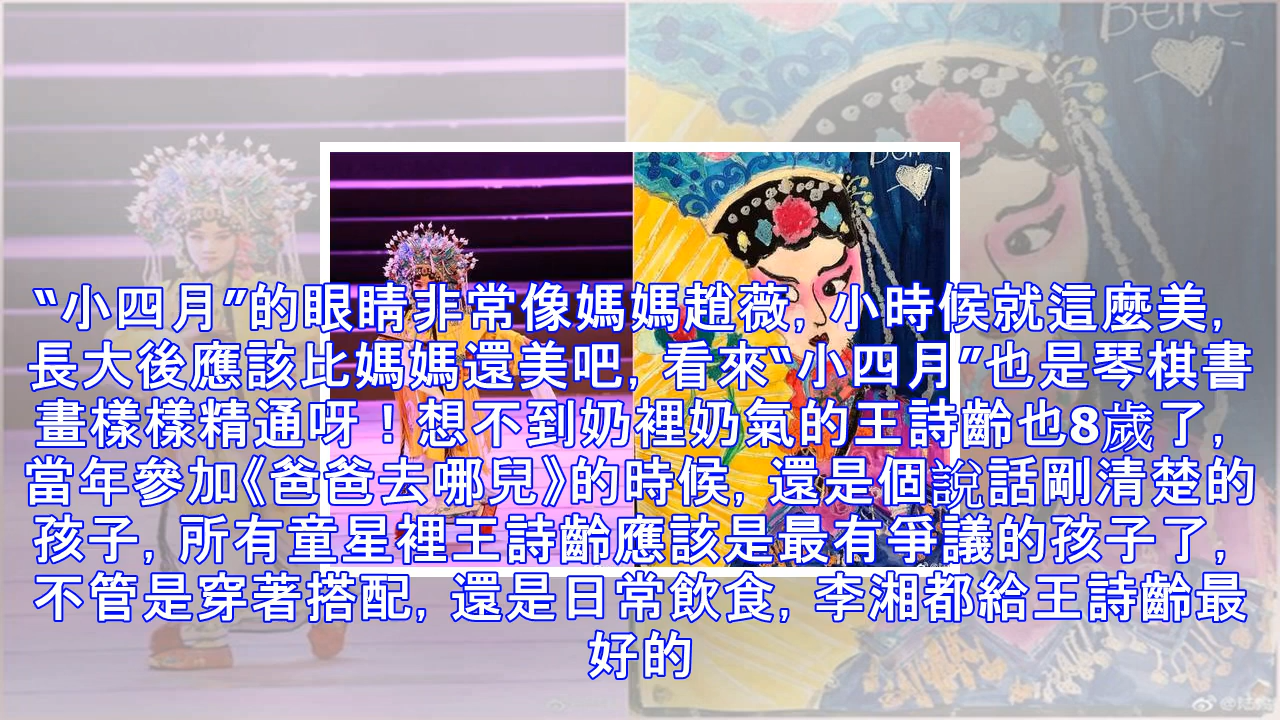 Belle
“小四月”的眼睛非常像媽媽趙薇, 小時候就這麼美,
長大後應該比媽媽還美吧, 看來“小四月”也是琴棋書
畫樣樣精通呀！想不到奶裡奶氣的王詩齡也8歲了,
當年參加《爸爸去哪兒》的時候, 還是個說話剛清楚的
孩子, 所有童星裡王詩齡應該是最有爭議的孩子了,
不管是穿著搭配, 還是日常飲食, 李湘都給王詩齡最
好的